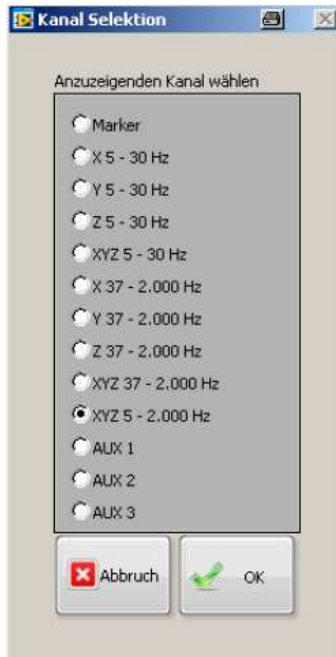 Kanal Selektion
Anzuzeigenden Kanal wählen
Marker
X 5 - 30 Hz
Y 5 - 30 Hz
Z 5 - 30 Hz
XYZ 5 - 30 Hz
X 37 - 2.000 Hz
Y 37 - 2.000 Hz
Z 37 - 2.000 Hz
XYZ 37 - 2.000 Hz
XYZ 5 - 2.000 Hz
AUX 1
AUX 2
AUX 3
Abbruch OK